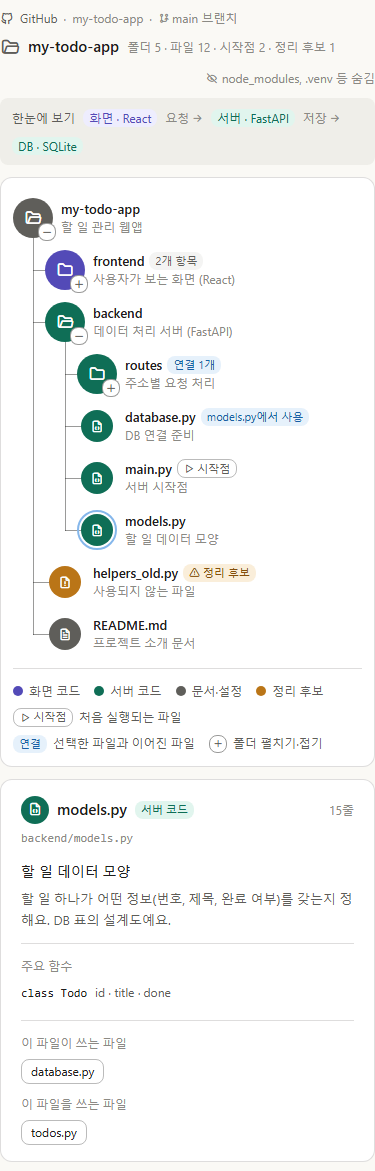 GitHub · my-todo-app · main 브랜치
my-todo-app 폴더 5 · 파일 12 · 시작점 2 · 정리 후보 1
node_modules, .venv 등 숨김
한눈에 보기 화면 · React 요청 → 서버 · FastAPI 저장 →
DB · SQLite
my-todo-app
할 일 관리 웹앱
frontend 2개 항목
사용자가 보는 화면 (React)
backend
데이터 처리 서버 (FastAPI)
routes 연결 1개
주소별 요청 처리
database.py models.py에서 사용
DB 연결 준비
main.py 시작점
서버 시작점
models.py
할 일 데이터 모양
helpers_old.py 정리 후보
사용되지 않는 파일
README.md
프로젝트 소개 문서
화면 코드 서버 코드 문서·설정 정리 후보
시작점 처음 실행되는 파일
연결 선택한 파일과 이어진 파일 + 폴더 펼치기·접기
models.py 서버 코드 15줄
backend/models.py
할 일 데이터 모양
할 일 하나가 어떤 정보(번호, 제목, 완료 여부)를 갖는지 정
해요. DB 표의 설계도예요.
주요 함수
class Todo id · title · done
이 파일이 쓰는 파일
database.py
이 파일을 쓰는 파일
todos.py